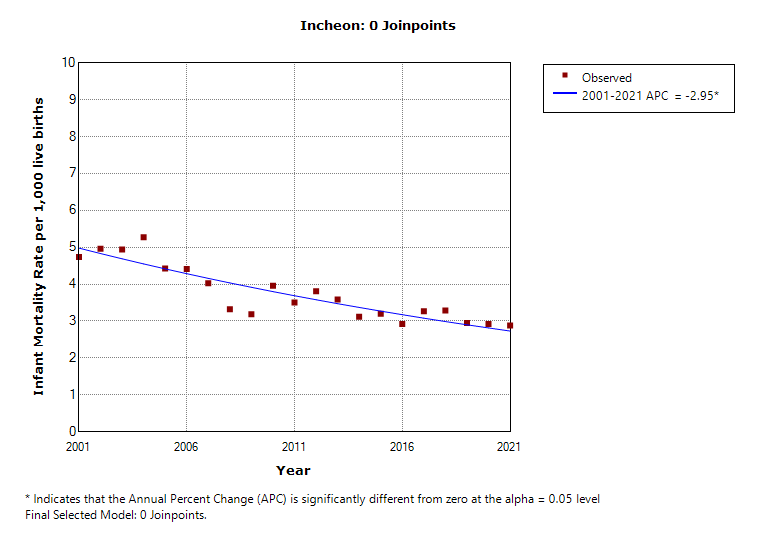 Incheon: 0 Joinpoints
Infant Mortality Rate per 1,000 live births
10
9
8
7
6
5
4
3
2
1
0
2001 2006 2011 2016 2021
Year
Observed
2001-2021 APC = -2.95*
* Indicates that the Annual Percent Change (APC) is significantly different from zero at the alpha = 0.05 level
Final Selected Model: 0 Joinpoints.